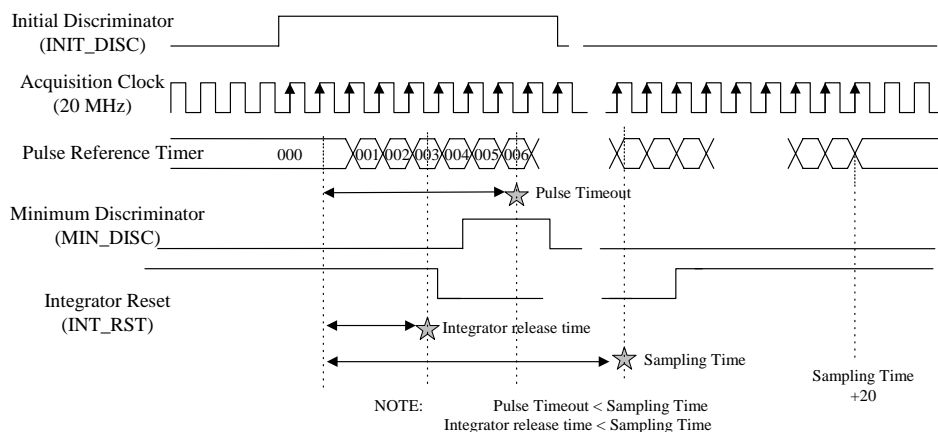 Initial Discriminator
(INIT_DISC)
Acquisition Clock
(20 MHz)
Pulse Reference Timer
000
001 002 003 004 005 006
Pulse Timeout
Minimum Discriminator
(MIN_DISC)
Integrator Reset
(INT_RST)
Integrator release time
Sampling Time
Sampling Time
+20
NOTE: Pulse Timeout < Sampling Time
Integrator release time < Sampling Time